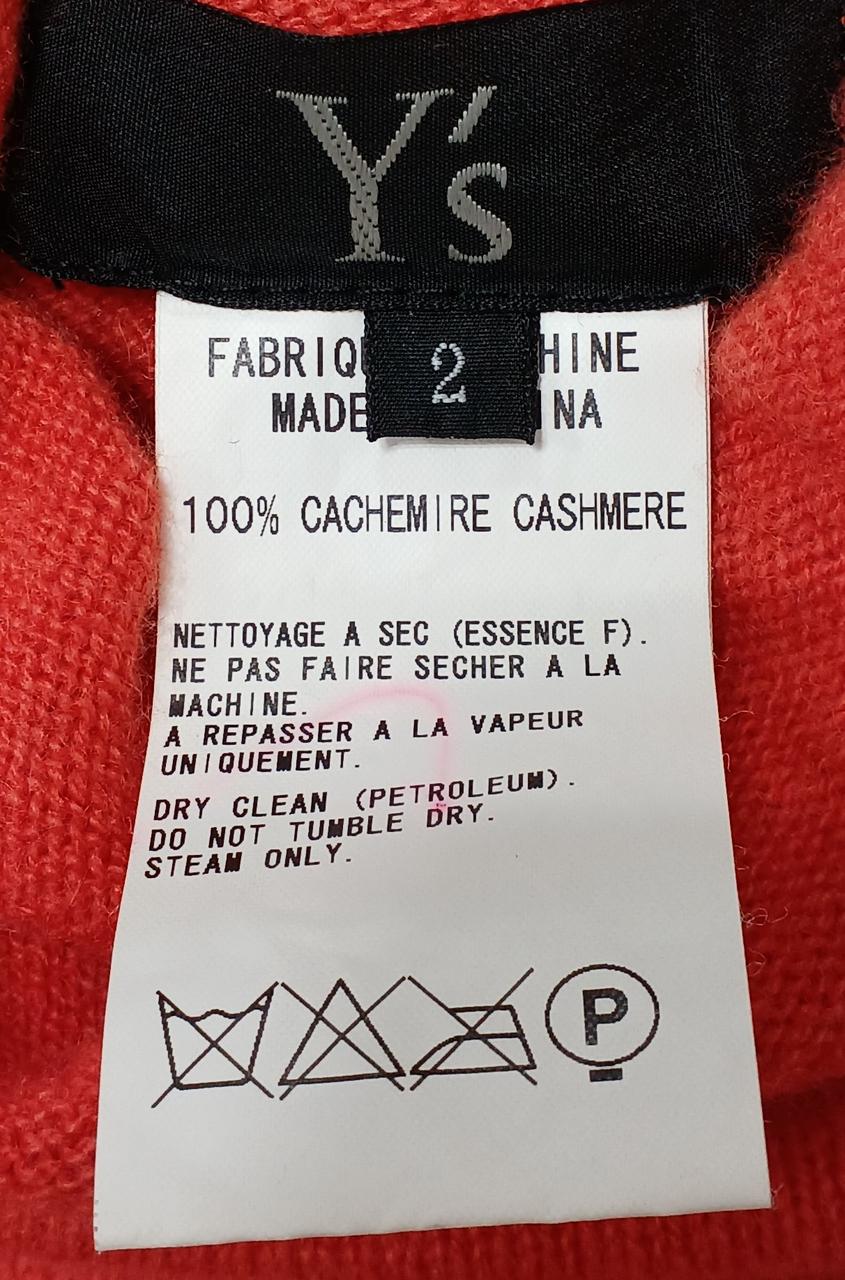 Y's
2
FABRIQ HINE
MADE NA
100% CACHEMIRE CASHMERE
NETTOYAGE A SEC (ESSENCE F).
NE PAS FAIRE SECHER A LA
MACHINE.
A REPASSER A LA VAPEUR
UNIQUEMENT.
DRY CLEAN (PETROLEUM).
DO NOT TUMBLE DRY.
STEAM ONLY.
P